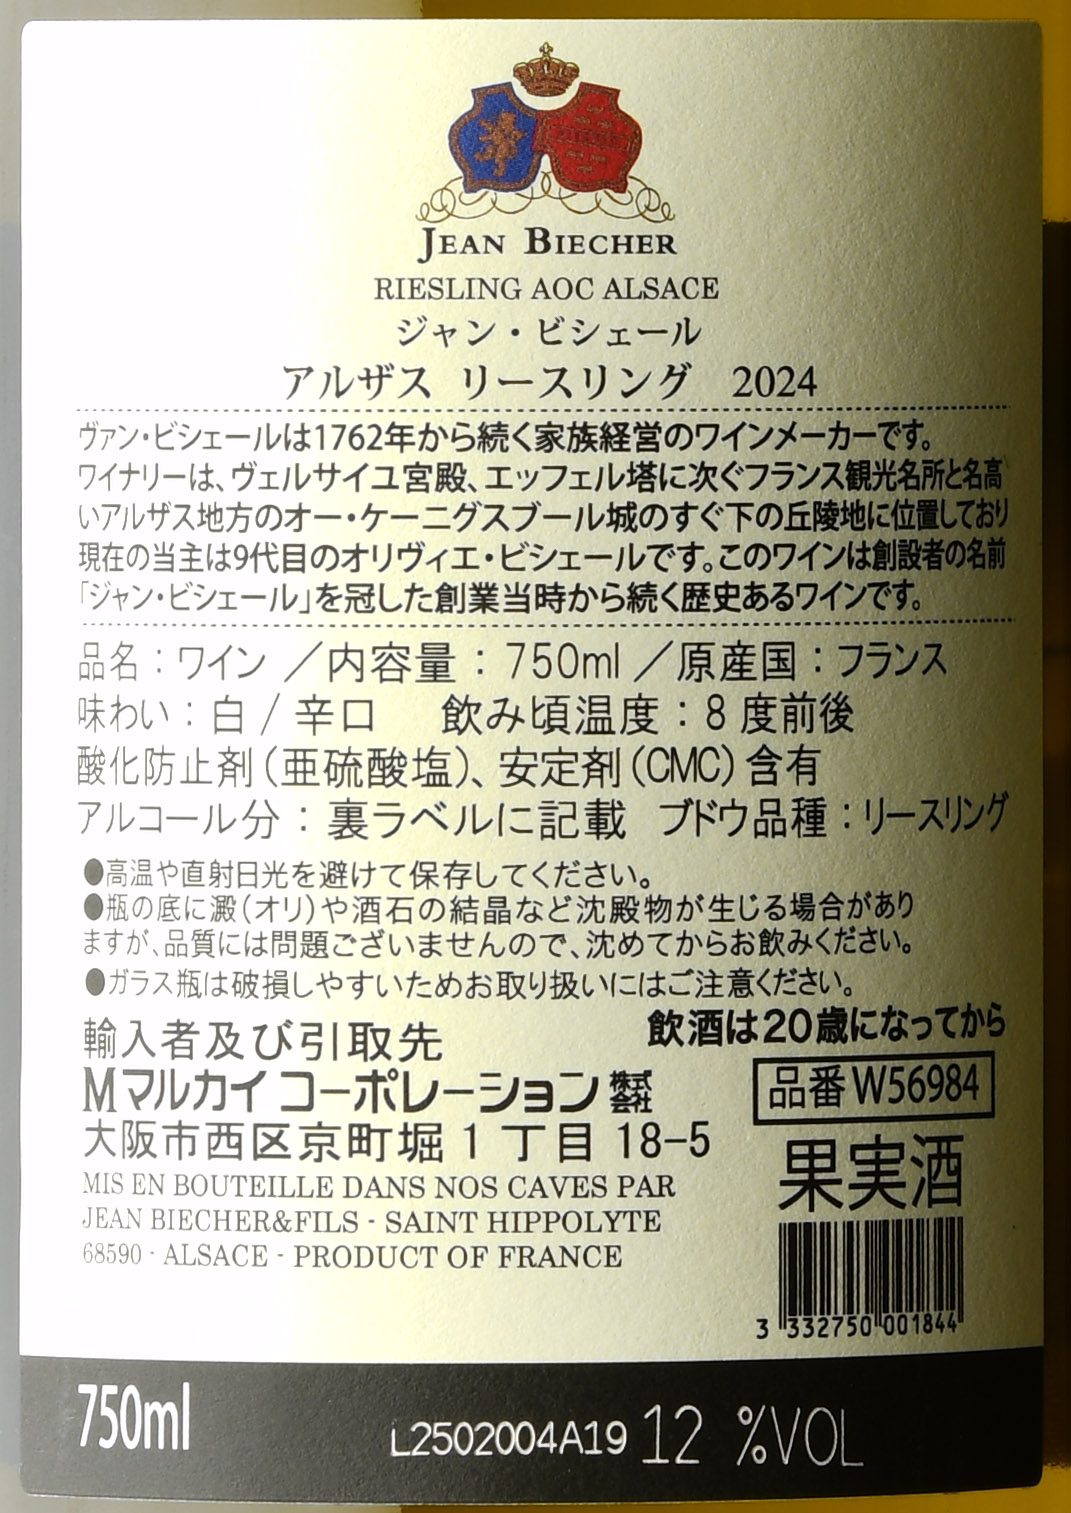 JEAN BIECHER
RIESLING AOC ALSACE
ジャン・ビシェール
アルザス リースリング 2024
ヴァン・ビシェールは1762年から続く家族経営のワインメーカーです。
ワイナリーは、ヴェルサイユ宮殿、エッフェル塔に次ぐフランス観光名所と名高
いアルザス地方のオー・ケーニグスブール城のすぐ下の丘陵地に位置しており
現在の当主は9代目のオリヴィエ・ビシェールです。このワインは創設者の名前
「ジャン・ビシェール」を冠した創業当時から続く歴史あるワインです。
品名:ワイン/内容量:750ml/原産国:フランス
味わい:白/辛口 飲み頃温度:8度前後
酸化防止剤(亜硫酸塩)、安定剤(CMC)含有
アルコール分:裏ラベルに記載 ブドウ品種:リースリング
●高温や直射日光を避けて保存してください。
●瓶の底に澱(オリ)や酒石の結晶など沈殿物が生じる場合があり
ますが、品質には問題ございませんので、沈めてからお飲みください。
●ガラス瓶は破損しやすいためお取り扱いにはご注意ください。
飲酒は20歳になってから
輸入者及び引取先
Mマルカイコーポレーション株式会社
大阪市西区京町堀1丁目18-5
品番W56984
果実酒
MIS EN BOUTEILLE DANS NOS CAVES PAR
JEAN BIECHER&FILS - SAINT HIPPOLYTE
68590 - ALSACE - PRODUCT OF FRANCE
3 332750 001844
750ml L2502004A19 12 %VOL